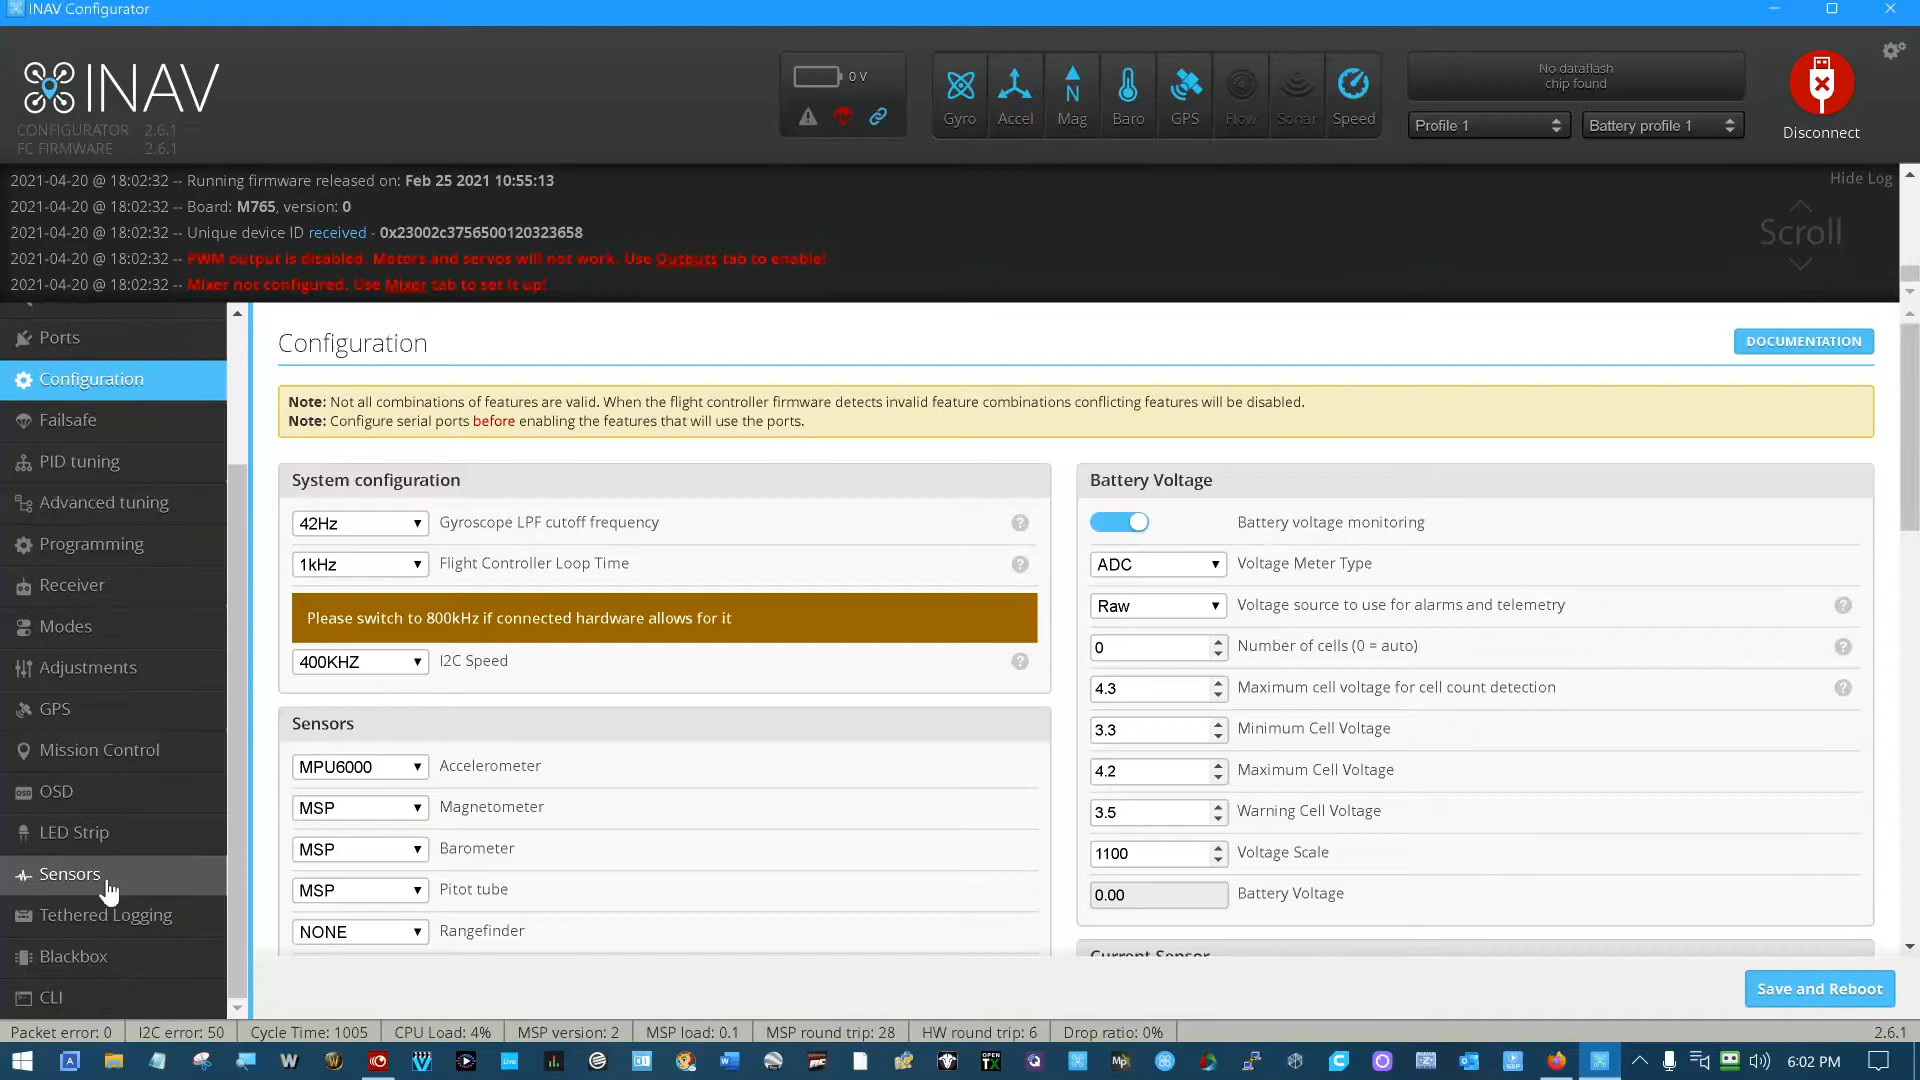 INAV Configurator
INAV
CONFIGURATOR 2.6.1
FC FIRMWARE 2.6.1
0 V
Gyro Accel Mag Baro GPS Flow Sonar Speed
No dataflash
chip found
Profile 1 Battery profile 1
Disconnect
2021-04-20 @ 18:02:32 -- Running firmware released on: Feb 25 2021 10:55:13
2021-04-20 @ 18:02:32 -- Board: M765, version: 0
2021-04-20 @ 18:02:32 -- Unique device ID received - 0x23002c3756500120323658
2021-04-20 @ 18:02:32 -- PWM output is disabled. Motors and servos will not work. Use Outputs tab to enable!
2021-04-20 @ 18:02:32 -- Mixer not configured. Use Mixer tab to set it up!
Hide Log
Scroll
Ports
Configuration
Failsafe
PID tuning
Advanced tuning
Programming
Receiver
Modes
Adjustments
GPS
Mission Control
OSD
LED Strip
Sensors
Tethered Logging
Blackbox
CLI
Configuration
DOCUMENTATION
Note: Not all combinations of features are valid. When the flight controller firmware detects invalid feature combinations conflicting features will be disabled.
Note: Configure serial ports before enabling the features that will use the ports.
System configuration
42Hz Gyroscope LPF cutoff frequency ?
1kHz Flight Controller Loop Time ?
Please switch to 800kHz if connected hardware allows for it
400KHZ I2C Speed ?
Sensors
MPU6000 Accelerometer
MSP Magnetometer
MSP Barometer
MSP Pitot tube
NONE Rangefinder
Battery Voltage
Battery voltage monitoring
ADC Voltage Meter Type
Raw Voltage source to use for alarms and telemetry ?
0 Number of cells (0 = auto) ?
4.3 Maximum cell voltage for cell count detection ?
3.3 Minimum Cell Voltage
4.2 Maximum Cell Voltage
3.5 Warning Cell Voltage
1100 Voltage Scale
0.00 Battery Voltage
Current Sensor
Save and Reboot
Packet error: 0 I2C error: 50 Cycle Time: 1005 CPU Load: 4% MSP version: 2 MSP load: 0.1 MSP round trip: 28 HW round trip: 6 Drop ratio: 0% 2.6.1
6:02 PM